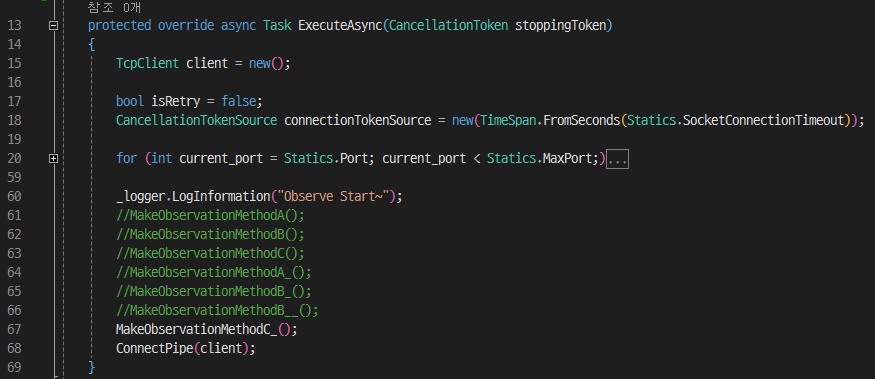 참조 0개
13 protected override async Task ExecuteAsync(CancellationToken stoppingToken)
14 {
15 TcpClient client = new();
16
17 bool isRetry = false;
18 CancellationTokenSource connectionTokenSource = new(TimeSpan.FromSeconds(Statics.SocketConnectionTimeout));
19
20 for (int current_port = Statics.Port; current_port < Statics.MaxPort;)...
59
60 _logger.LogInformation("Observe Start~");
61 //MakeObservationMethodA();
62 //MakeObservationMethodB();
63 //MakeObservationMethodC();
64 //MakeObservationMethodA_();
65 //MakeObservationMethodB_();
66 //MakeObservationMethodB__();
67 MakeObservationMethodC_();
68 ConnectPipe(client);
69 }